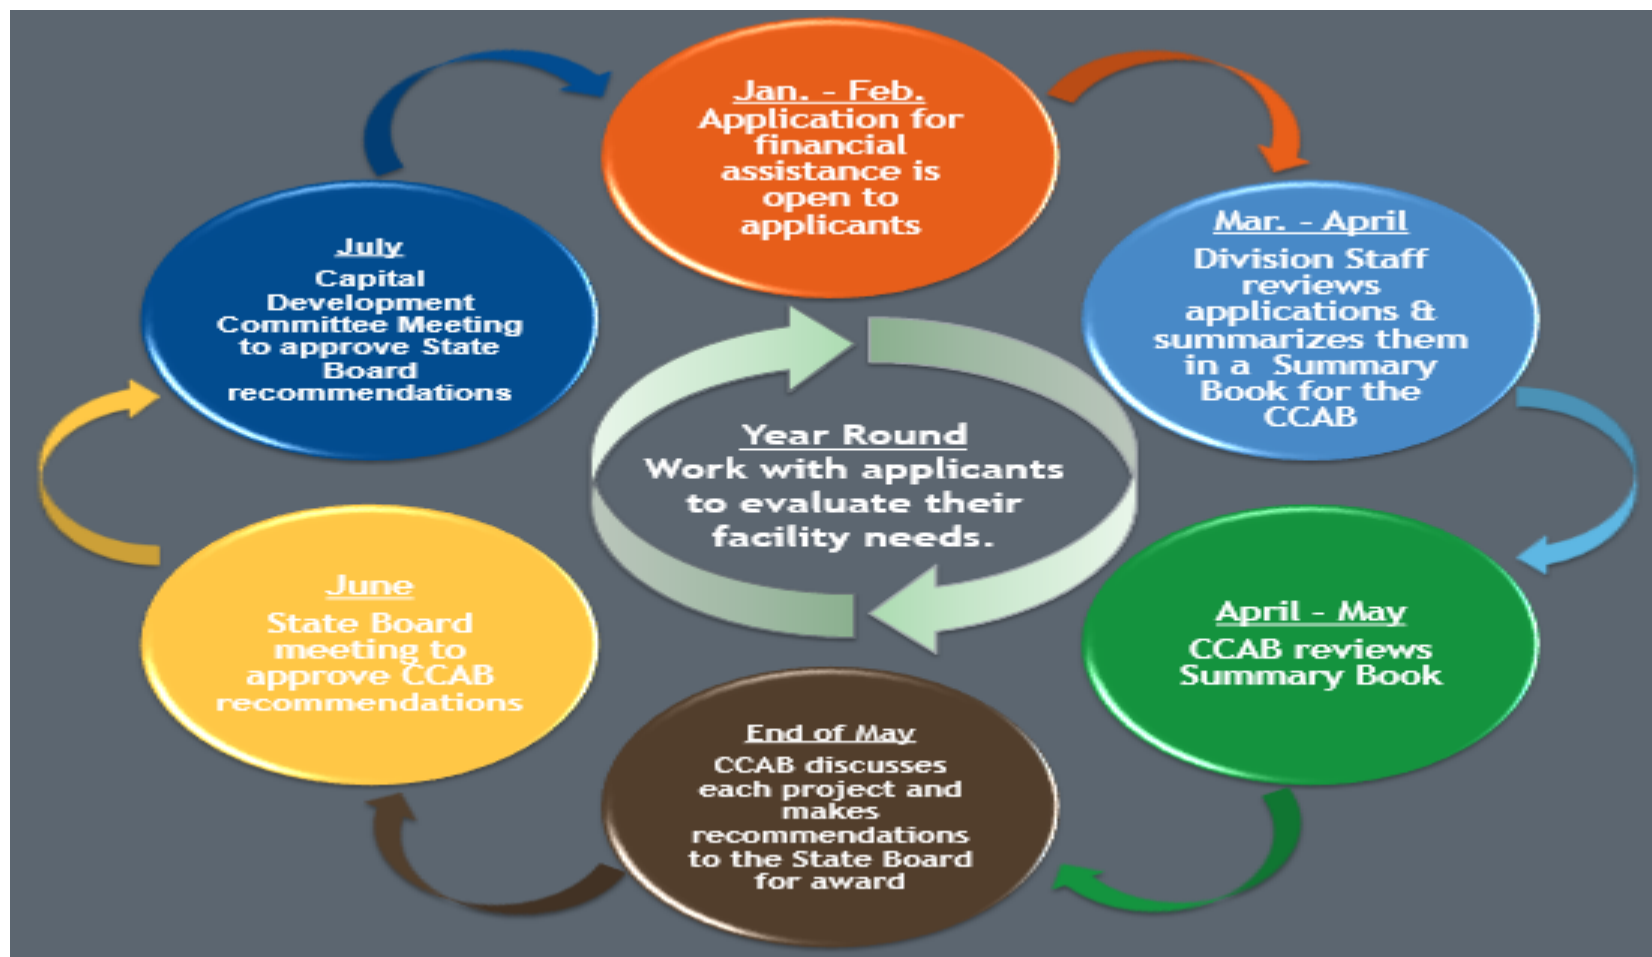 Jan. - Feb.
Application for
financial
assistance is
open to
applicants
Mar. - April
Division Staff
reviews
applications &
summarizes them
in a Summary
Book for the
CCAB
April - May
CCAB reviews
Summary Book
End of May
CCAB discusses
each project and
makes
recommendations
to the State Board
for award
June
State Board
meeting to
approve CCAB
recommendations
July
Capital
Development
Committee Meeting
to approve State
Board
recommendations
Year Round
Work with applicants
to evaluate their
facility needs.